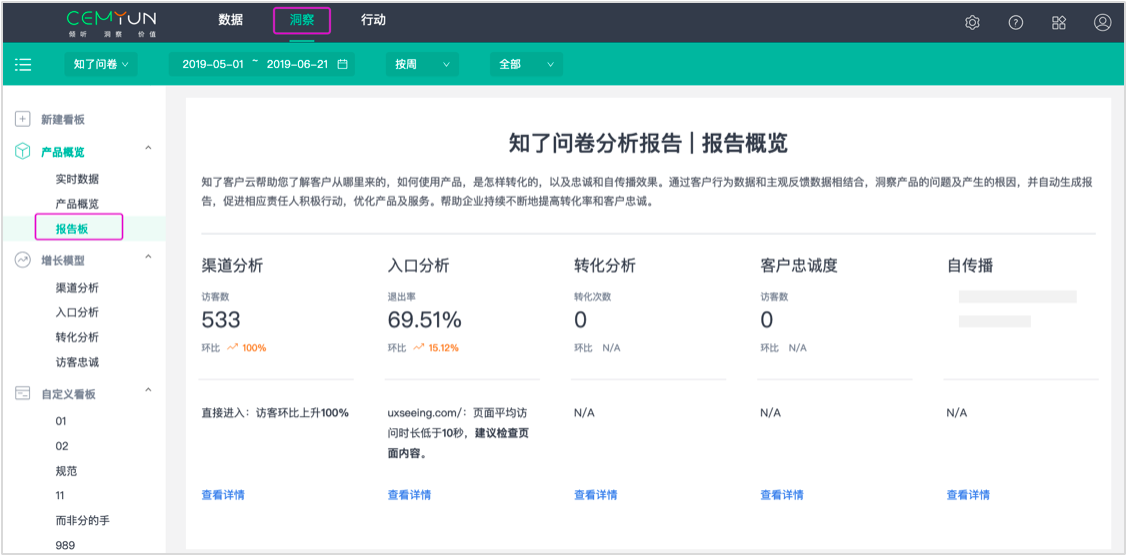 CEMYUN
倾听 洞察 价值
数据 洞察 行动
知了问卷 2019-05-01 ~ 2019-06-21 按周 全部
新建看板
产品概览
实时数据
产品概览
报告板
增长模型
渠道分析
入口分析
转化分析
访客忠诚
自定义看板
01
02
规范
11
而非分的手
989
知了问卷分析报告 | 报告概览
知了客户云帮助您了解客户从哪里来的，如何使用产品，是怎样转化的，以及忠诚和自传播效果。通过客户行为数据和主观反馈数据相结合，洞察产品的问题及产生的根因，并自动生成报
告，促进相应责任人积极行动，优化产品及服务。帮助企业持续不断地提高转化率和客户忠诚。
渠道分析
访客数
533
环比 100%
直接进入：访客环比上升100%
查看详情
入口分析
退出率
69.51%
环比 15.12%
uxseeing.com/：页面平均访
问时长低于10秒，建议检查页
面内容。
查看详情
转化分析
转化次数
0
环比 N/A
N/A
查看详情
客户忠诚度
访客数
0
环比 N/A
N/A
查看详情
自传播
N/A
查看详情